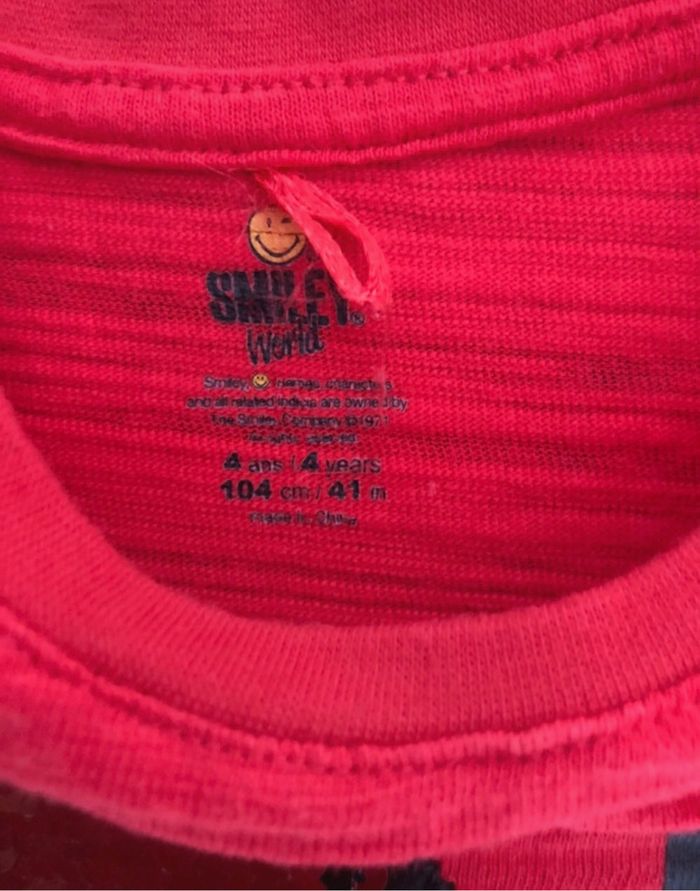 SMILEY®
World
Smiley, names, characters
and all related indicia are owned by
The Smiley Company ©1971
4 ans / 4 years
104 cm / 41 in
made in China